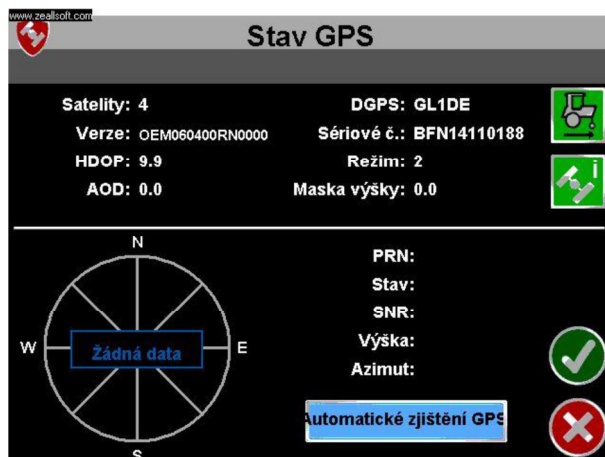 www.zeallsoft.com
Stav GPS
Satelity: 4 DGPS: GL1DE
Verze: OEM060400RN0000 Sériové č.: BFN14110188
HDOP: 9.9 Režim: 2
AOD: 0.0 Maska výšky: 0.0
i
N
W E
S
Žádná data
PRN:
Stav:
SNR:
Výška:
Azimut:
Automatické zjištění GPS